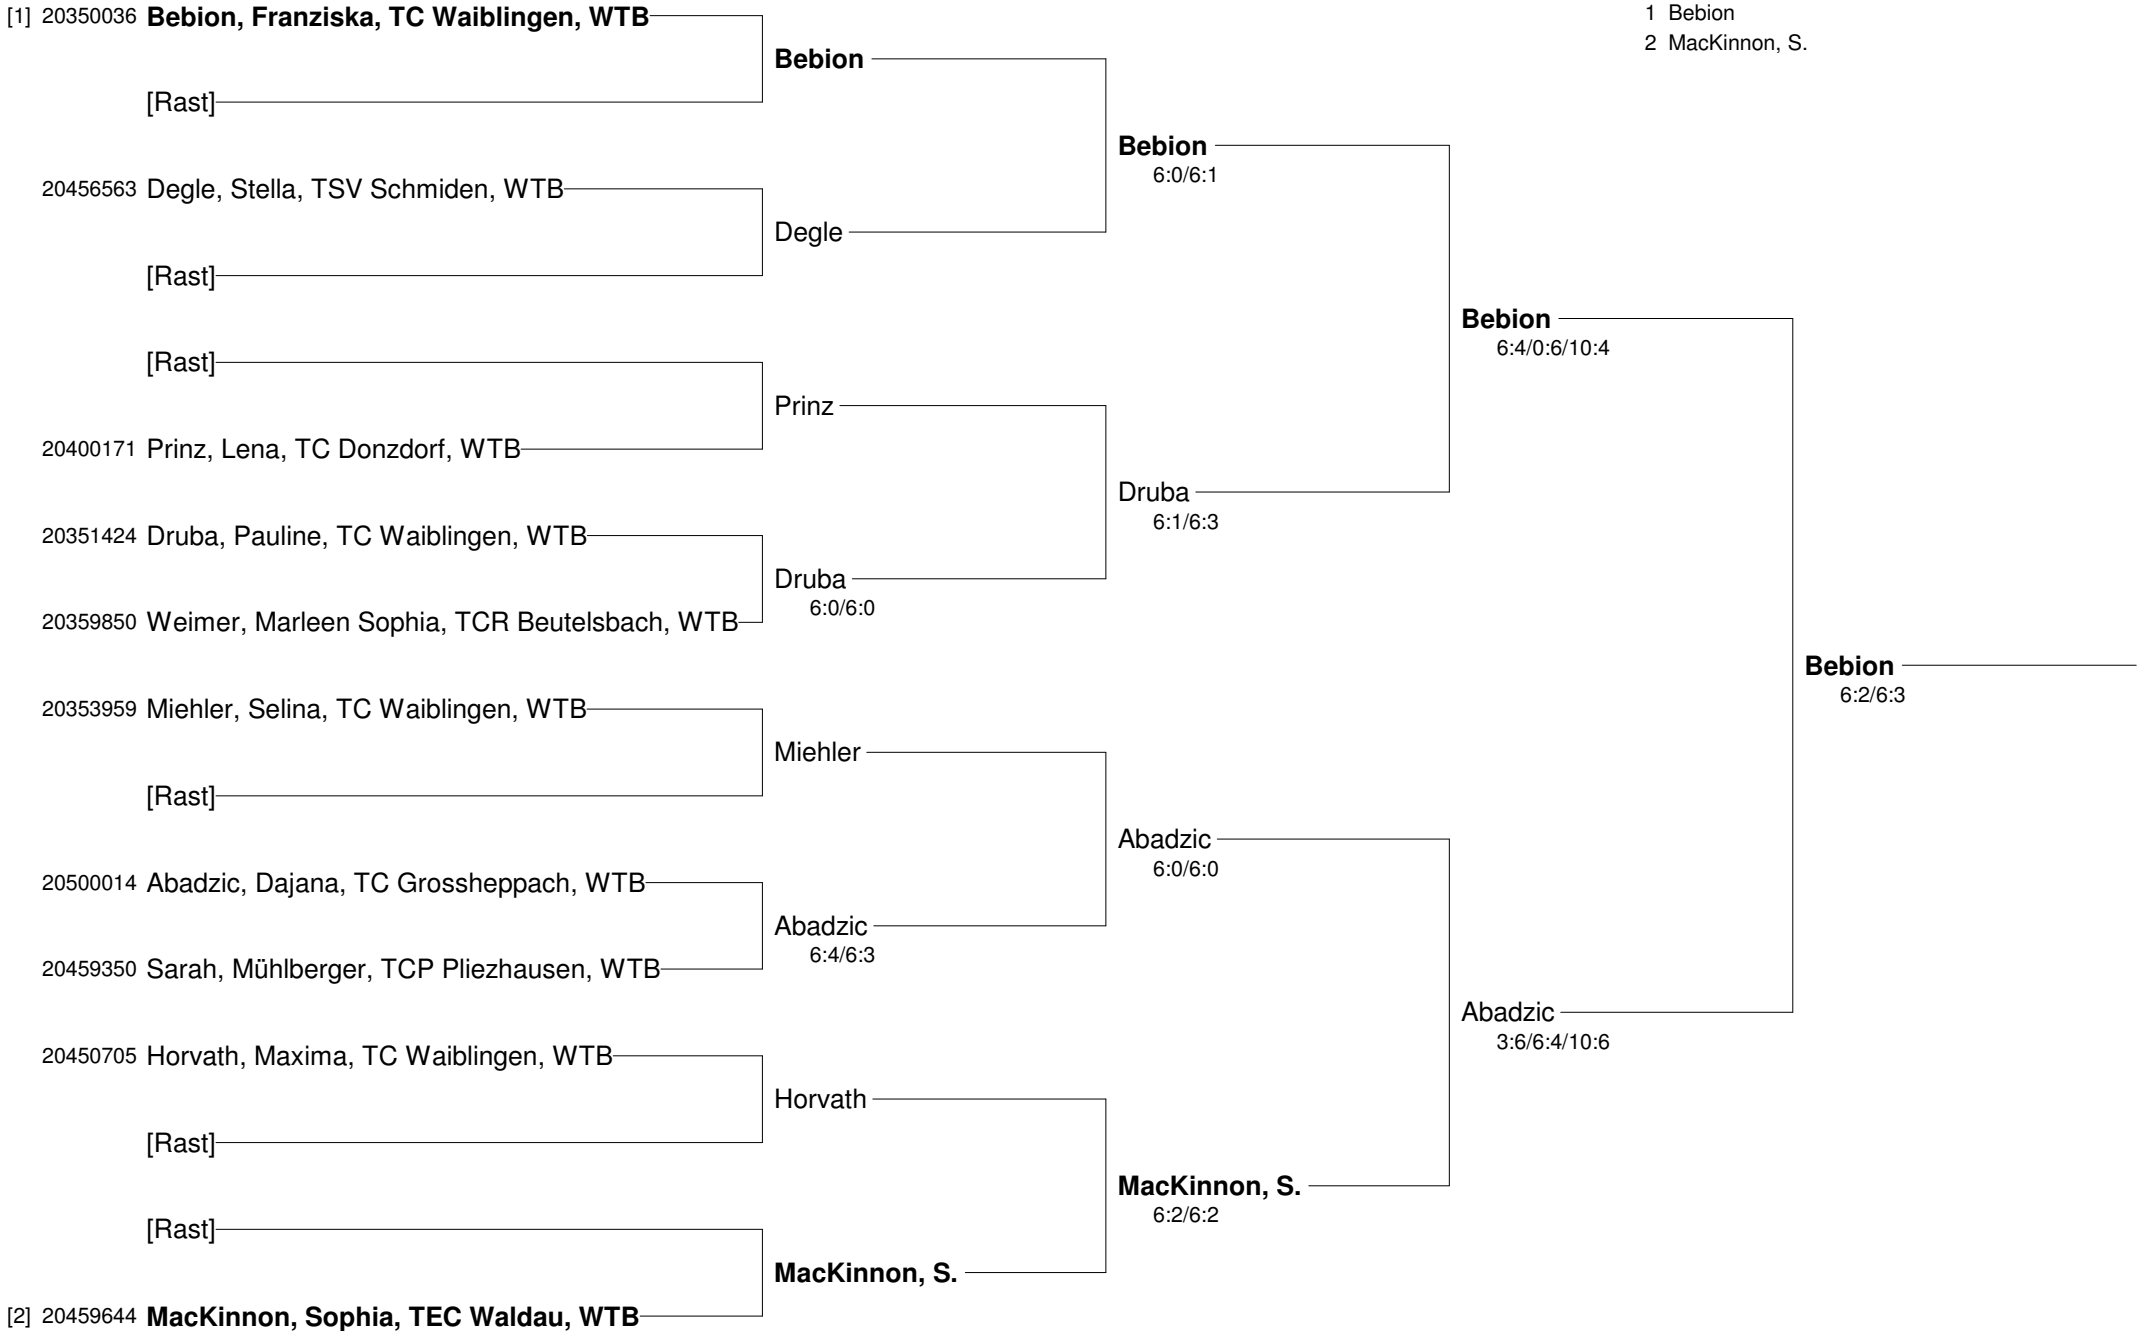 [1] 20350036 Bebion, Franziska, TC Waiblingen, WTB
[Rast]
20456563 Degle, Stella, TSV Schmiden, WTB
[Rast]
[Rast]
20400171 Prinz, Lena, TC Donzdorf, WTB
20351424 Druba, Pauline, TC Waiblingen, WTB
20359850 Weimer, Marleen Sophia, TCR Beutelsbach, WTB
20353959 Miehler, Selina, TC Waiblingen, WTB
[Rast]
20500014 Abadzic, Dajana, TC Grossheppach, WTB
20459350 Sarah, Mühlberger, TCP Pliezhausen, WTB
20450705 Horvath, Maxima, TC Waiblingen, WTB
[Rast]
[Rast]
[2] 20459644 MacKinnon, Sophia, TEC Waldau, WTB
Bebion
Degle
Prinz
Druba
6:0/6:0
Miehler
Abadzic
6:4/6:3
Horvath
MacKinnon, S.
Bebion
6:0/6:1
Druba
6:1/6:3
Abadzic
6:0/6:0
MacKinnon, S.
6:2/6:2
Bebion
6:4/0:6/10:4
Abadzic
3:6/6:4/10:6
Bebion
6:2/6:3
1 Bebion
2 MacKinnon, S.